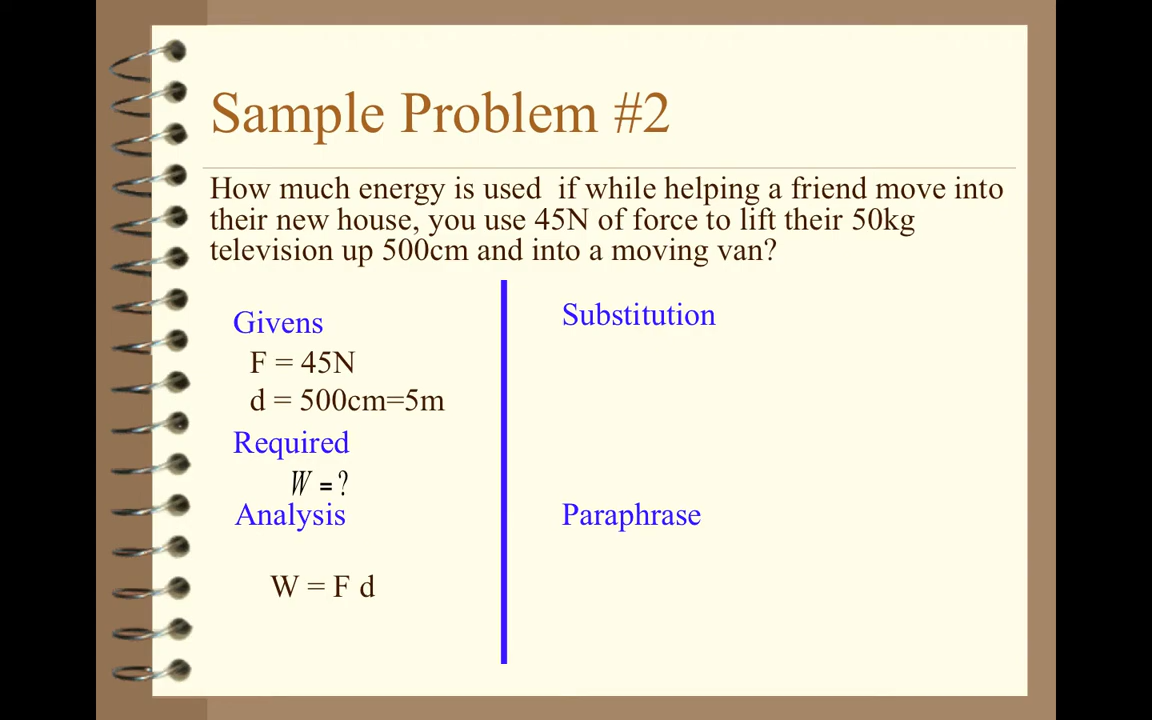 Sample Problem #2
How much energy is used  if while helping a friend move into
their new house, you use 45N of force to lift their 50kg
television up 500cm and into a moving van?
Givens
F = 45N
d = 500cm=5m
Required
W = ?
Analysis
W = F d
Substitution
Paraphrase